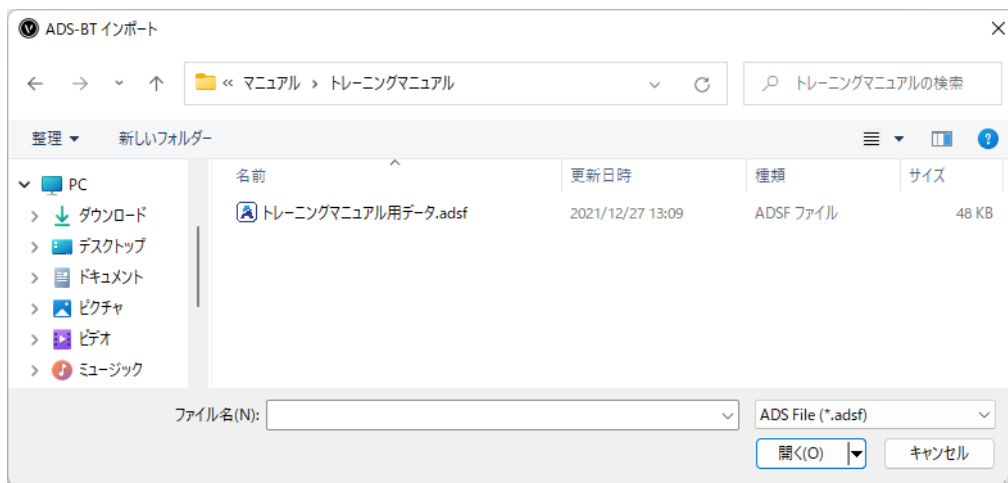 ADS-BT インポート
« マニュアル › トレーニングマニュアル
トレーニングマニュアルの検索
整理 新しいフォルダー
名前 更新日時 種類 サイズ
トレーニングマニュアル用データ.adsf 2021/12/27 13:09 ADSF ファイル 48 KB
PC
ダウンロード
デスクトップ
ドキュメント
ピクチャ
ビデオ
ミュージック
ファイル名(N): ADS File (*.adsf)
開く(O) キャンセル